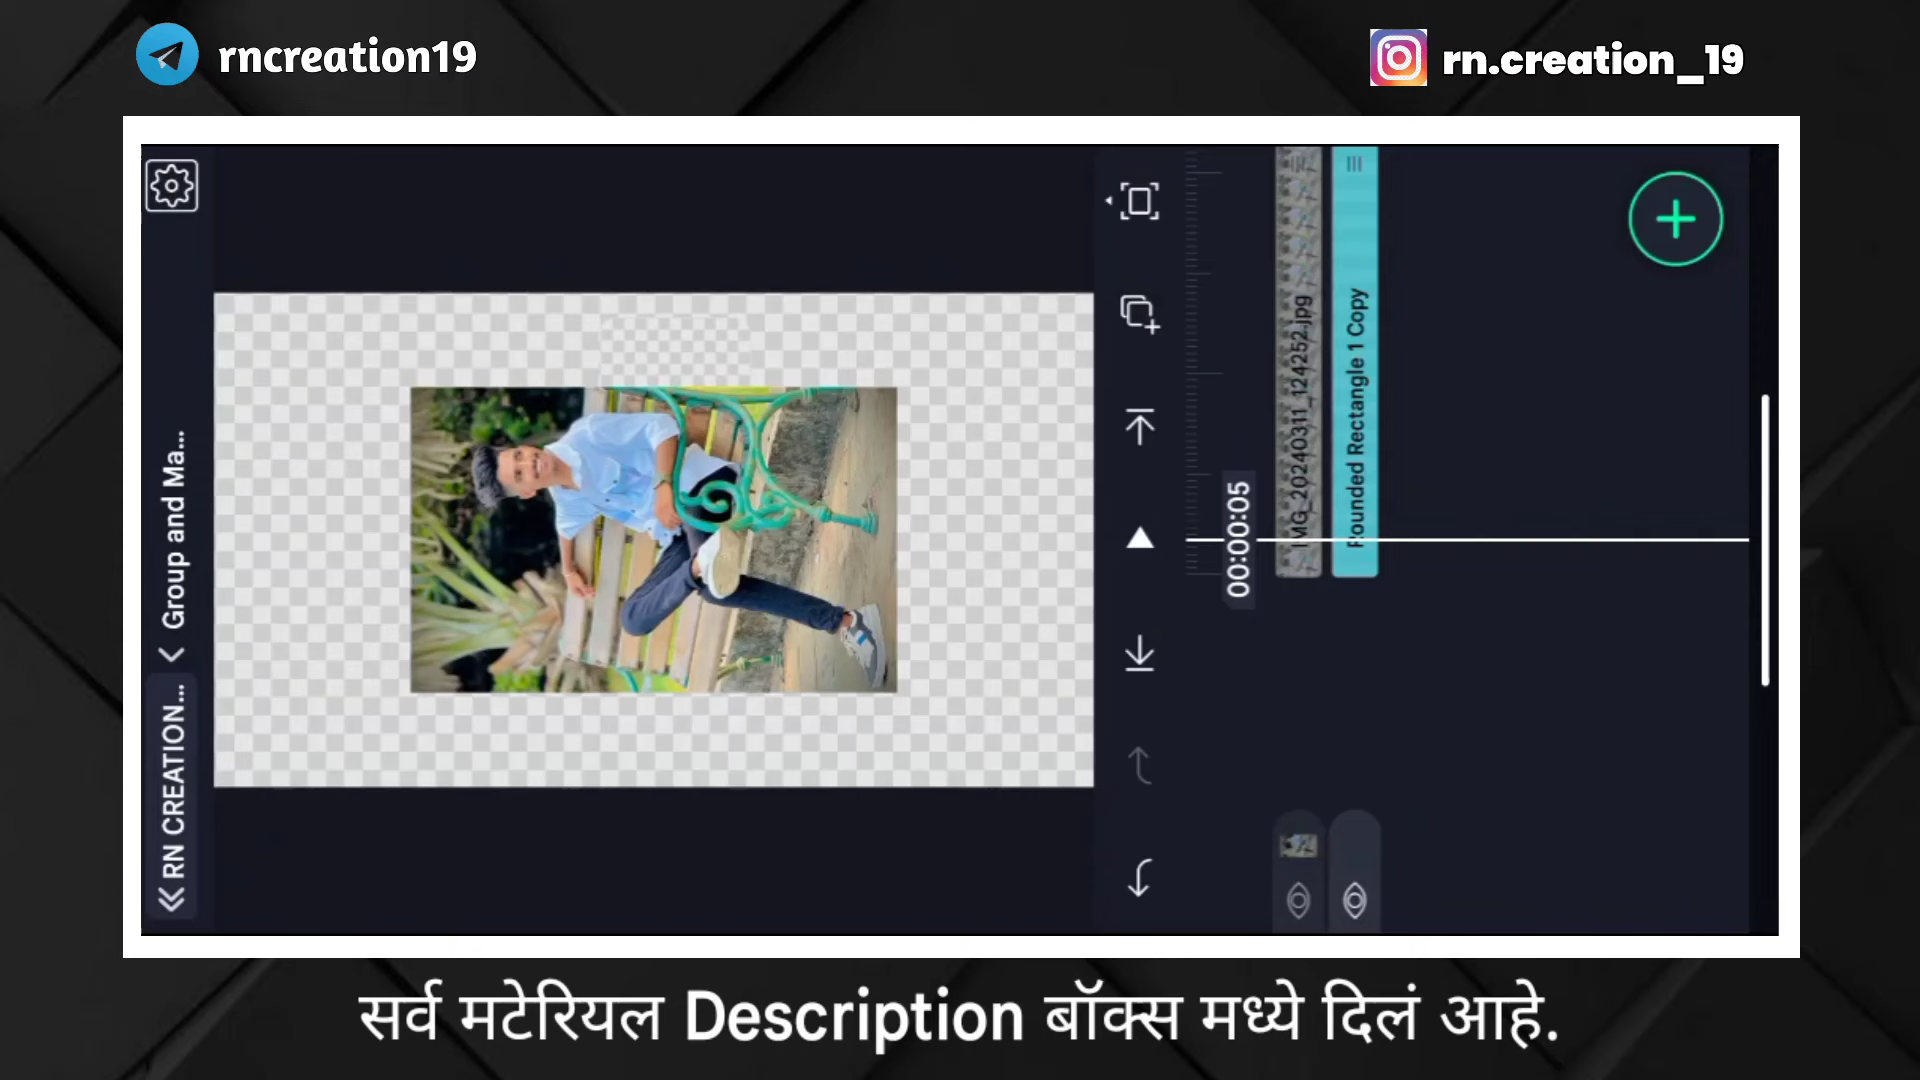 rncreation19
rn.creation_19
RN CREATION...
Group and Ma...
00:00:05
IMG_20240311_124252.jpg
Rounded Rectangle 1 Copy
सर्व मटेरियल Description बॉक्स मध्ये दिलं आहे.